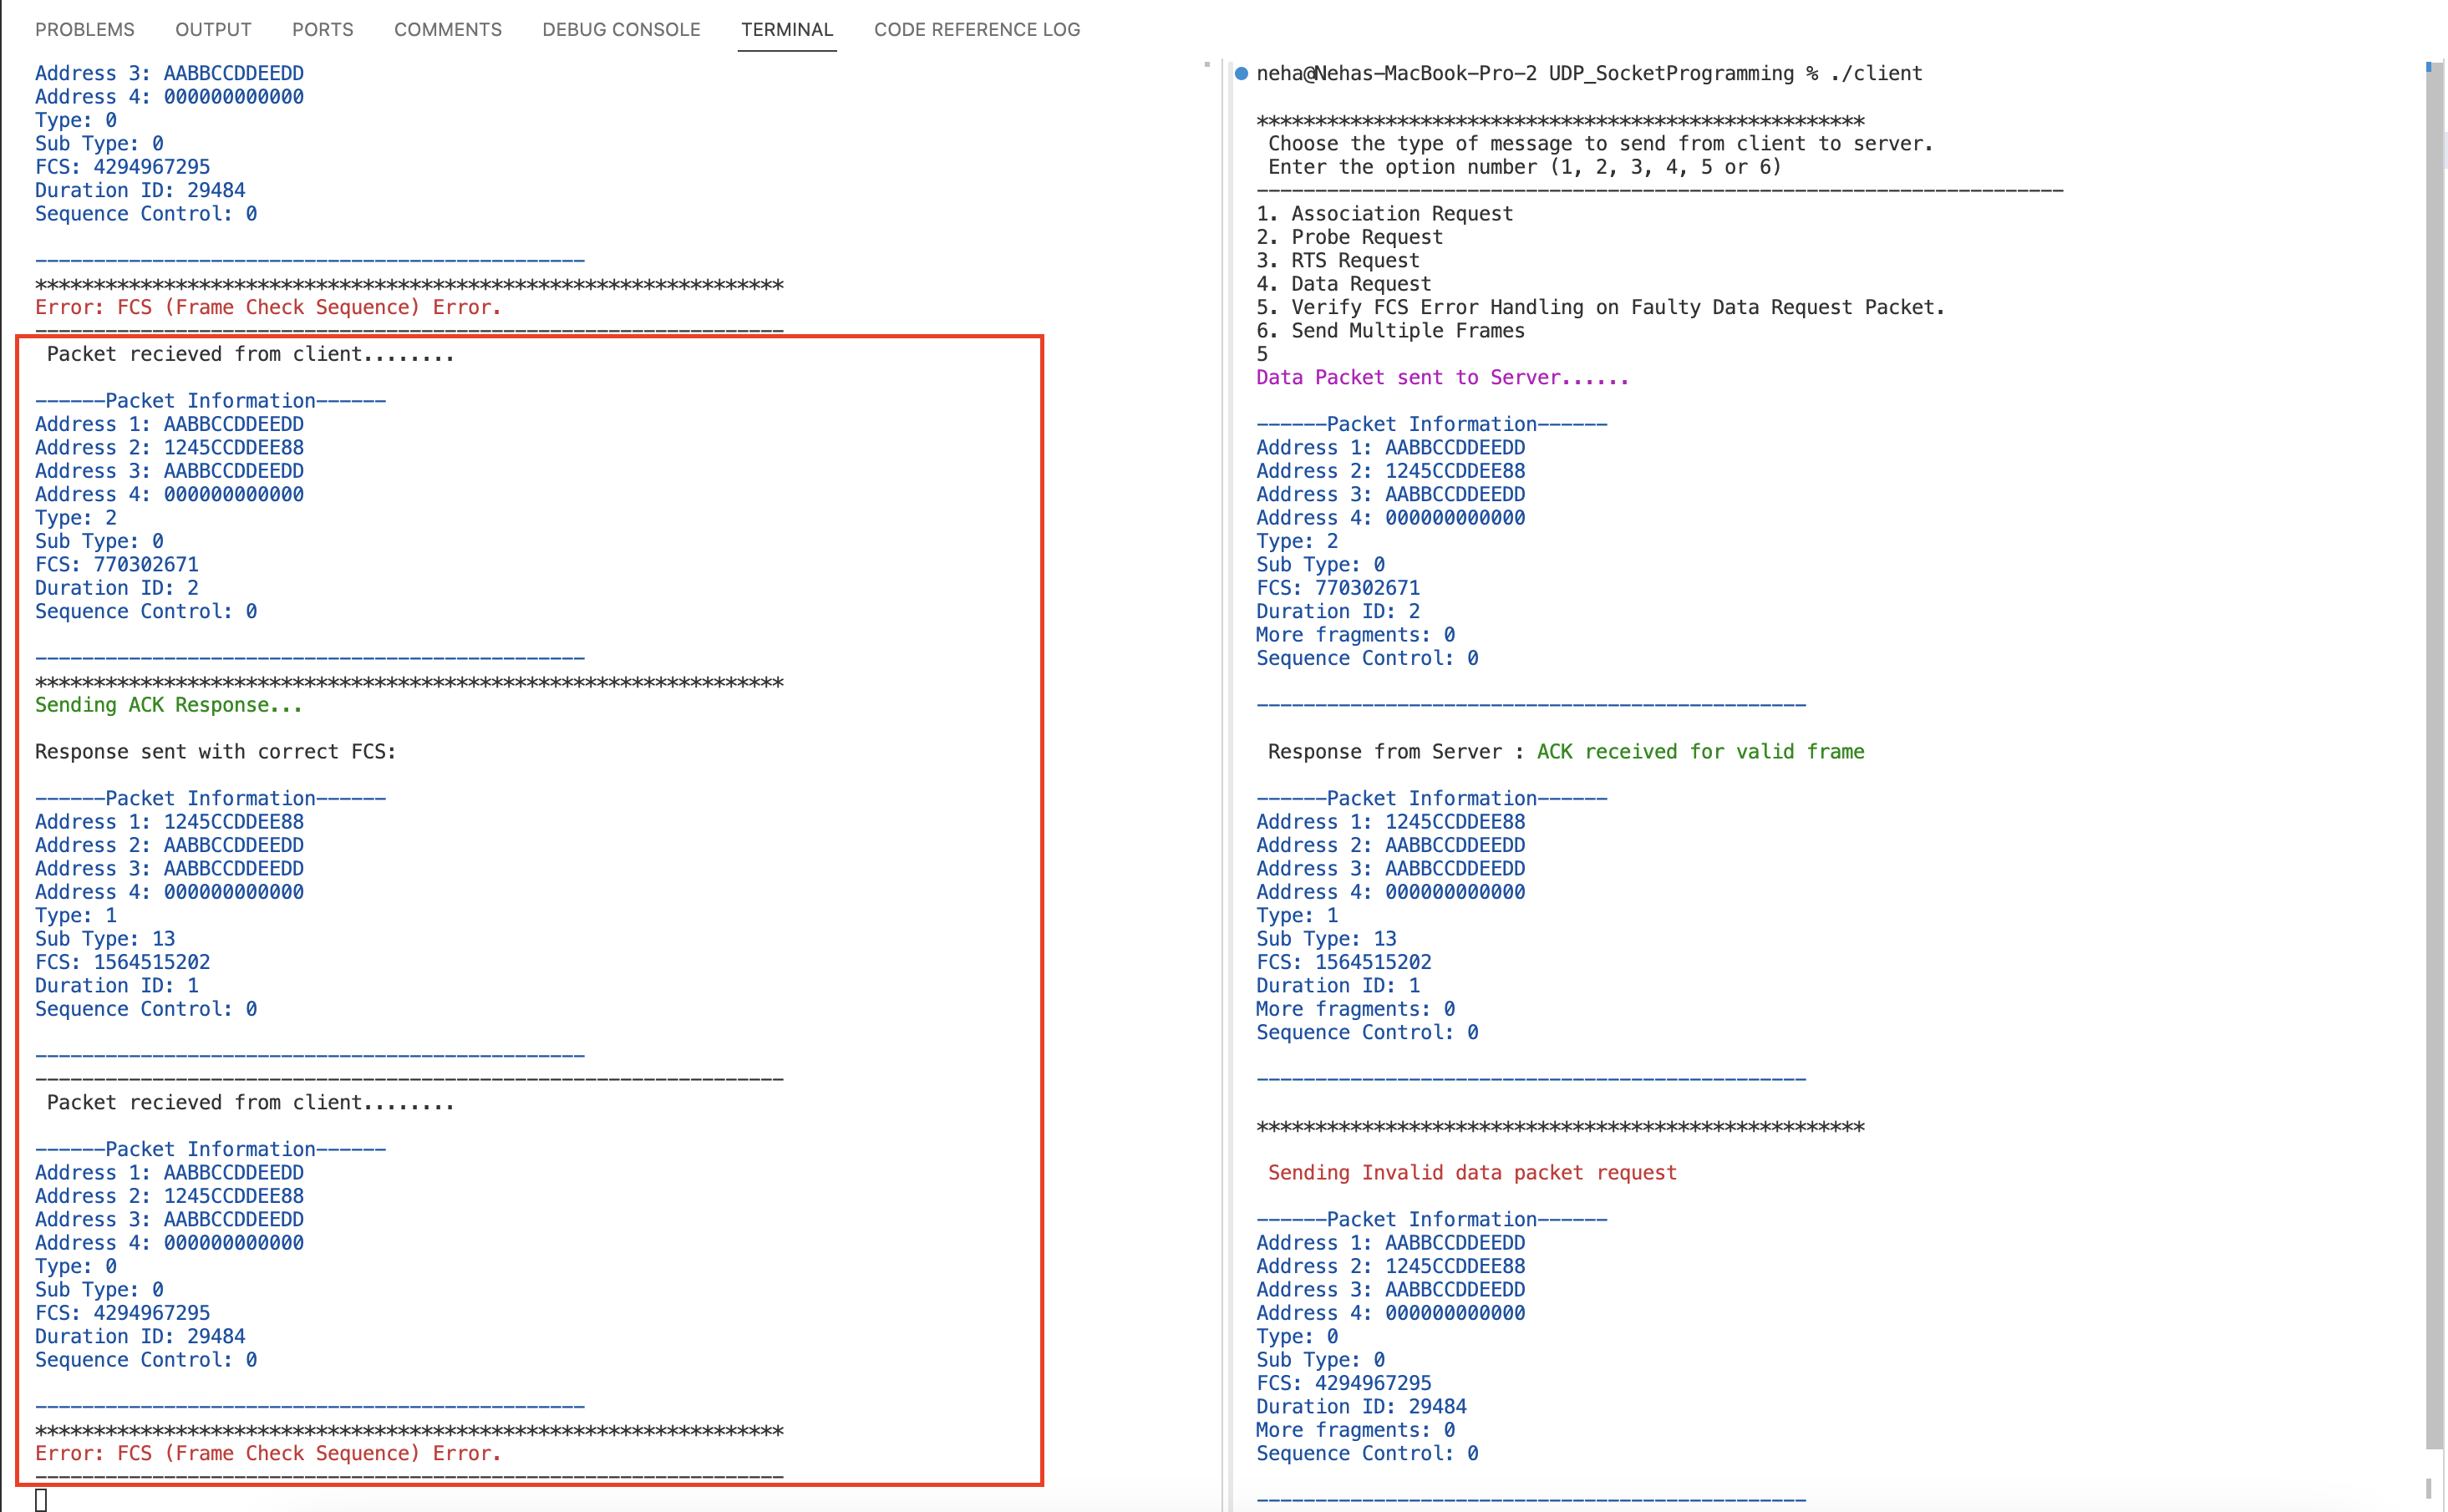 PROBLEMS OUTPUT PORTS COMMENTS DEBUG CONSOLE TERMINAL CODE REFERENCE LOG
Address 3: AABBCCDDEEDD
Address 4: 000000000000
Type: 0
Sub Type: 0
FCS: 4294967295
Duration ID: 29484
Sequence Control: 0
-----------------------------------------------
****************************************************************
Error: FCS (Frame Check Sequence) Error.
----------------------------------------------------------------
Packet recieved from client........
------Packet Information------
Address 1: AABBCCDDEEDD
Address 2: 1245CCDDEE88
Address 3: AABBCCDDEEDD
Address 4: 000000000000
Type: 2
Sub Type: 0
FCS: 770302671
Duration ID: 2
Sequence Control: 0
-----------------------------------------------
****************************************************************
Sending ACK Response...
Response sent with correct FCS:
------Packet Information------
Address 1: 1245CCDDEE88
Address 2: AABBCCDDEEDD
Address 3: AABBCCDDEEDD
Address 4: 000000000000
Type: 1
Sub Type: 13
FCS: 1564515202
Duration ID: 1
Sequence Control: 0
-----------------------------------------------
----------------------------------------------------------------
Packet recieved from client........
------Packet Information------
Address 1: AABBCCDDEEDD
Address 2: 1245CCDDEE88
Address 3: AABBCCDDEEDD
Address 4: 000000000000
Type: 0
Sub Type: 0
FCS: 4294967295
Duration ID: 29484
Sequence Control: 0
-----------------------------------------------
****************************************************************
Error: FCS (Frame Check Sequence) Error.
----------------------------------------------------------------
neha@Nehas-MacBook-Pro-2 UDP_SocketProgramming % ./client
****************************************************
Choose the type of message to send from client to server.
Enter the option number (1, 2, 3, 4, 5 or 6)
---------------------------------------------------------------------
1. Association Request
2. Probe Request
3. RTS Request
4. Data Request
5. Verify FCS Error Handling on Faulty Data Request Packet.
6. Send Multiple Frames
5
Data Packet sent to Server......
------Packet Information------
Address 1: AABBCCDDEEDD
Address 2: 1245CCDDEE88
Address 3: AABBCCDDEEDD
Address 4: 000000000000
Type: 2
Sub Type: 0
FCS: 770302671
Duration ID: 2
More fragments: 0
Sequence Control: 0
-----------------------------------------------
Response from Server : ACK received for valid frame
------Packet Information------
Address 1: 1245CCDDEE88
Address 2: AABBCCDDEEDD
Address 3: AABBCCDDEEDD
Address 4: 000000000000
Type: 1
Sub Type: 13
FCS: 1564515202
Duration ID: 1
More fragments: 0
Sequence Control: 0
-----------------------------------------------
****************************************************
Sending Invalid data packet request
------Packet Information------
Address 1: AABBCCDDEEDD
Address 2: 1245CCDDEE88
Address 3: AABBCCDDEEDD
Address 4: 000000000000
Type: 0
Sub Type: 0
FCS: 4294967295
Duration ID: 29484
More fragments: 0
Sequence Control: 0
-----------------------------------------------